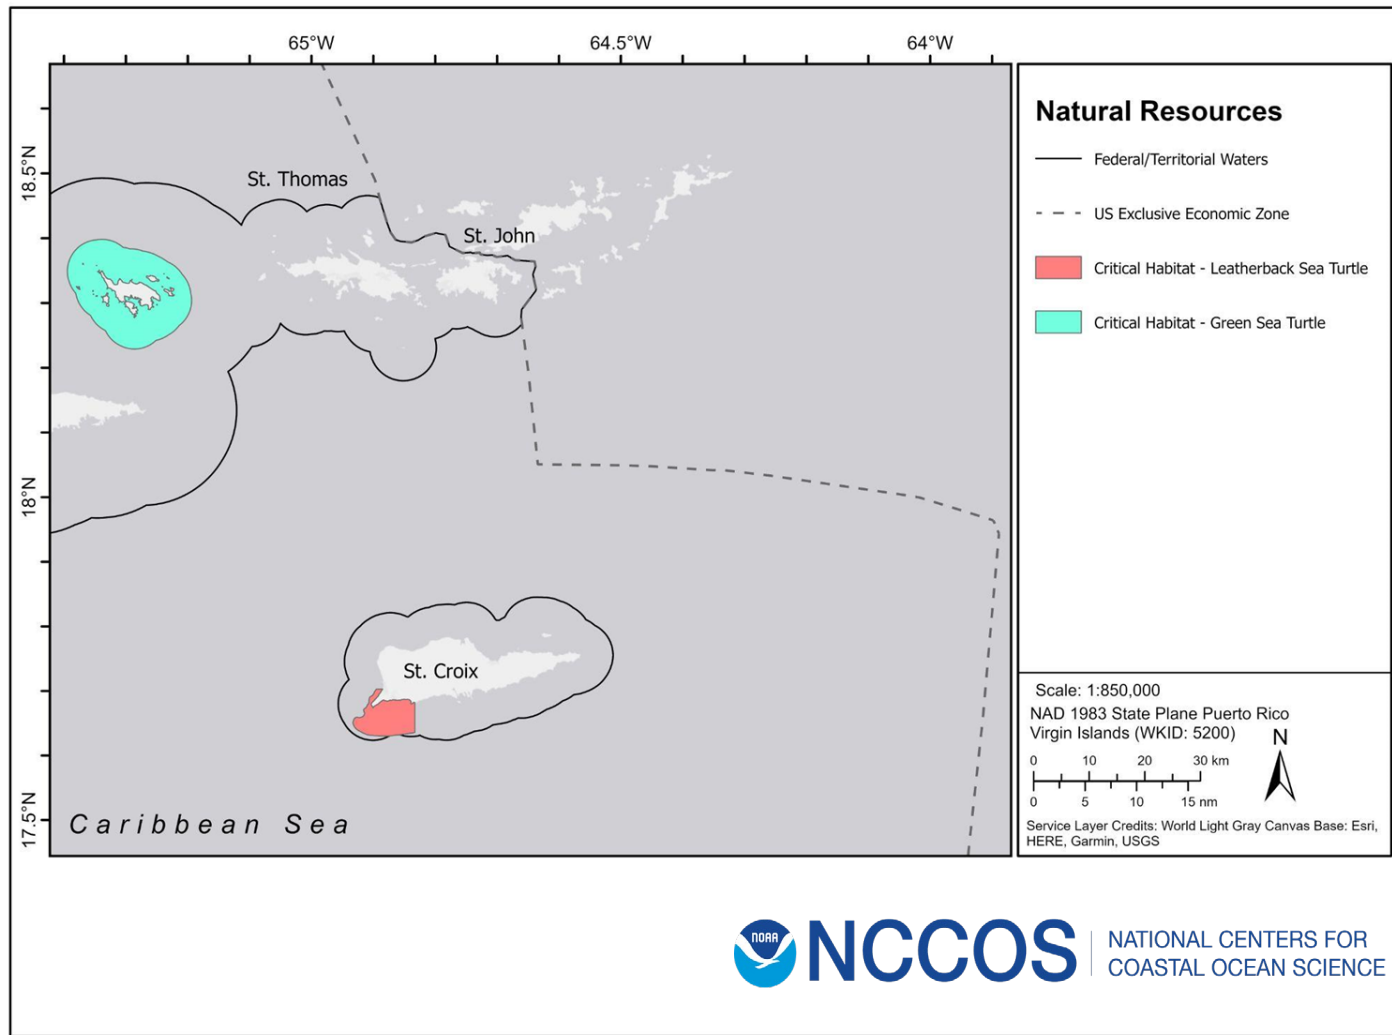 65°W
64.5°W
64°W
18.5°N
18°N
17.5°N
St. Thomas
St. John
St. Croix
Caribbean Sea
Natural Resources
Federal/Territorial Waters
US Exclusive Economic Zone
Critical Habitat - Leatherback Sea Turtle
Critical Habitat - Green Sea Turtle
Scale: 1:850,000
NAD 1983 State Plane Puerto Rico
Virgin Islands (WKID: 5200)
N
0 10 20 30 km
0 5 10 15 nm
Service Layer Credits: World Light Gray Canvas Base: Esri,
HERE, Garmin, USGS
NOAA
NCCOS
NATIONAL CENTERS FOR
COASTAL OCEAN SCIENCE